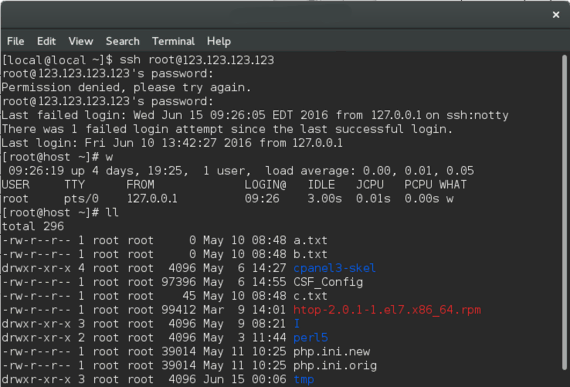 File Edit View Search Terminal Help
[local@local ~]$ ssh root@123.123.123.123
root@123.123.123.123's password:
Permission denied, please try again.
root@123.123.123.123's password:
Last failed login: Wed Jun 15 09:26:05 EDT 2016 from 127.0.0.1 on ssh:notty
There was 1 failed login attempt since the last successful login.
Last login: Fri Jun 10 13:42:27 2016 from 127.0.0.1
[root@host ~]# w
 09:26:19 up 4 days, 19:25,  1 user,  load average: 0.00, 0.01, 0.05
USER     TTY      FROM             LOGIN@   IDLE   JCPU   PCPU WHAT
root     pts/0    127.0.0.1        09:26    3.00s  0.01s  0.00s w
[root@host ~]# ll
total 296
-rw-r--r-- 1 root root     0 May 10 08:48 a.txt
-rw-r--r-- 1 root root     0 May 10 08:48 b.txt
drwxr-xr-x 4 root root  4096 May  6 14:27 cpanel3-skel
-rw-r--r-- 1 root root 97396 May  6 14:55 CSF_Config
-rw-r--r-- 1 root root    45 May 10 08:48 c.txt
-rw-r--r-- 1 root root 99412 Mar  9 14:01 htop-2.0.1-1.el7.x86_64.rpm
drwxr-xr-x 3 root root  4096 May  9 08:21 I
drwxr-xr-x 2 root root  4096 May  3 11:44 perl5
-rw-r--r-- 1 root root 39014 May 11 10:25 php.ini.new
-rw-r--r-- 1 root root 39014 May 11 10:25 php.ini.orig
drwxr-xr-x 3 root root  4096 Jun 15 00:06 tmp